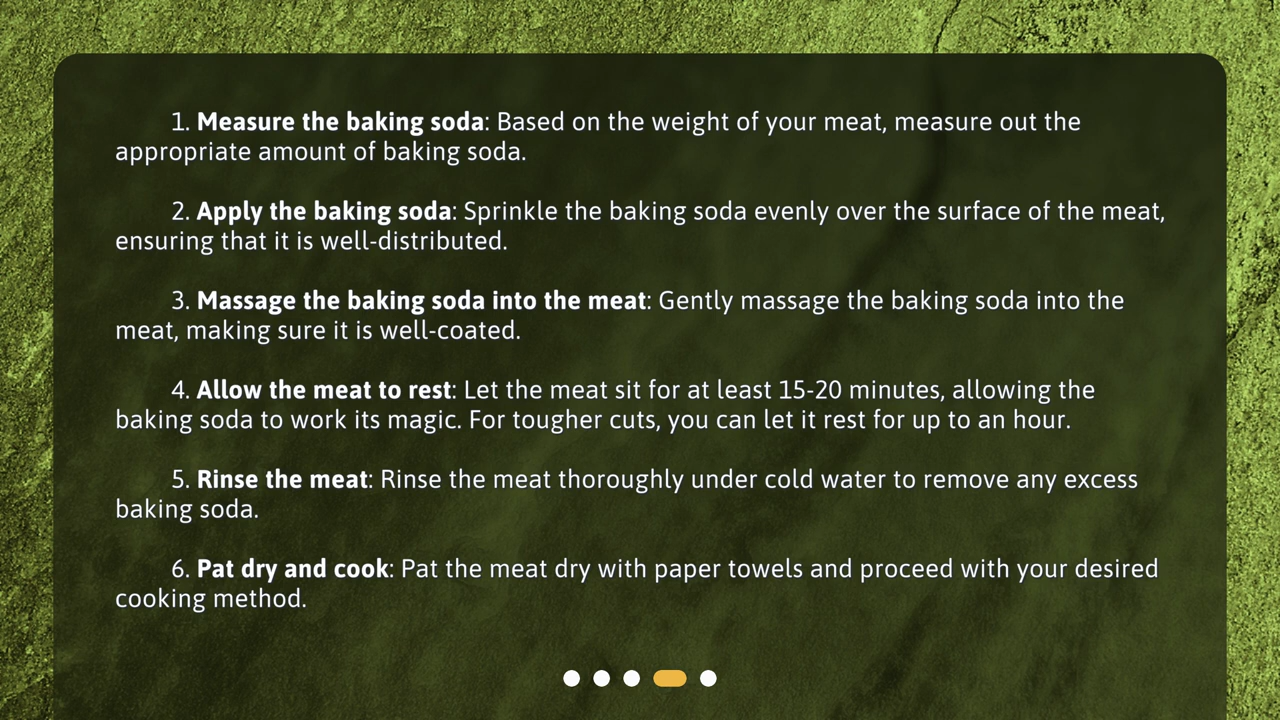 1. Measure the baking soda: Based on the weight of your meat, measure out the
appropriate amount of baking soda.
2. Apply the baking soda: Sprinkle the baking soda evenly over the surface of the meat,
ensuring that it is well-distributed.
3. Massage the baking soda into the meat: Gently massage the baking soda into the
meat, making sure it is well-coated.
4. Allow the meat to rest: Let the meat sit for at least 15-20 minutes, allowing the
baking soda to work its magic. For tougher cuts, you can let it rest for up to an hour.
5. Rinse the meat: Rinse the meat thoroughly under cold water to remove any excess
baking soda.
6. Pat dry and cook: Pat the meat dry with paper towels and proceed with your desired
cooking method.